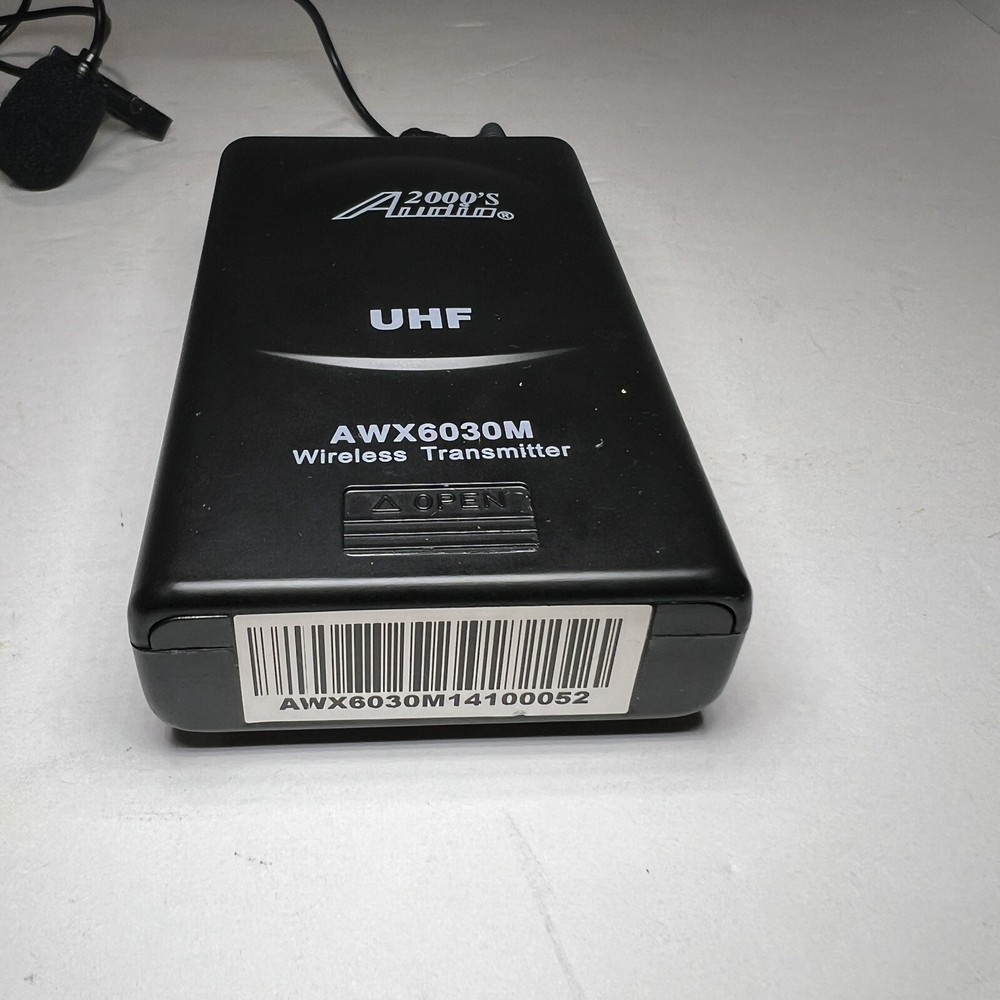 2000's
Audio®
UHF
AWX6030M
Wireless Transmitter
△ OPEN
AWX6030M14100052